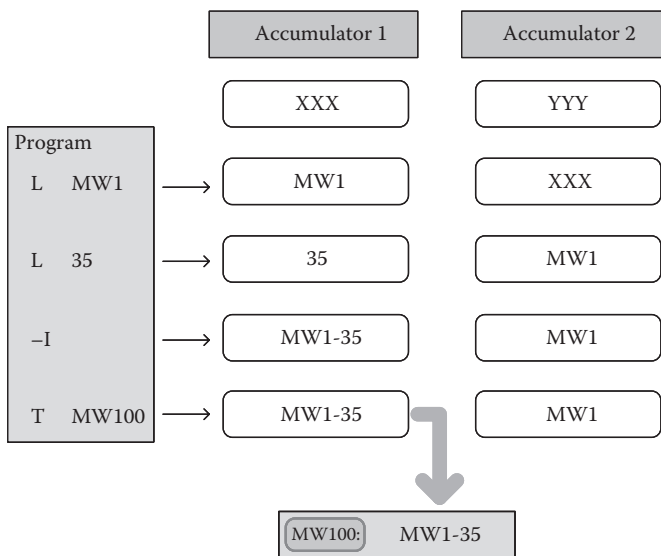 Accumulator 1 Accumulator 2
XXX YYY
Program
L MW1 MW1 XXX
L 35 35 MW1
–I MW1-35 MW1
T MW100 MW1-35 MW1
MW100: MW1-35